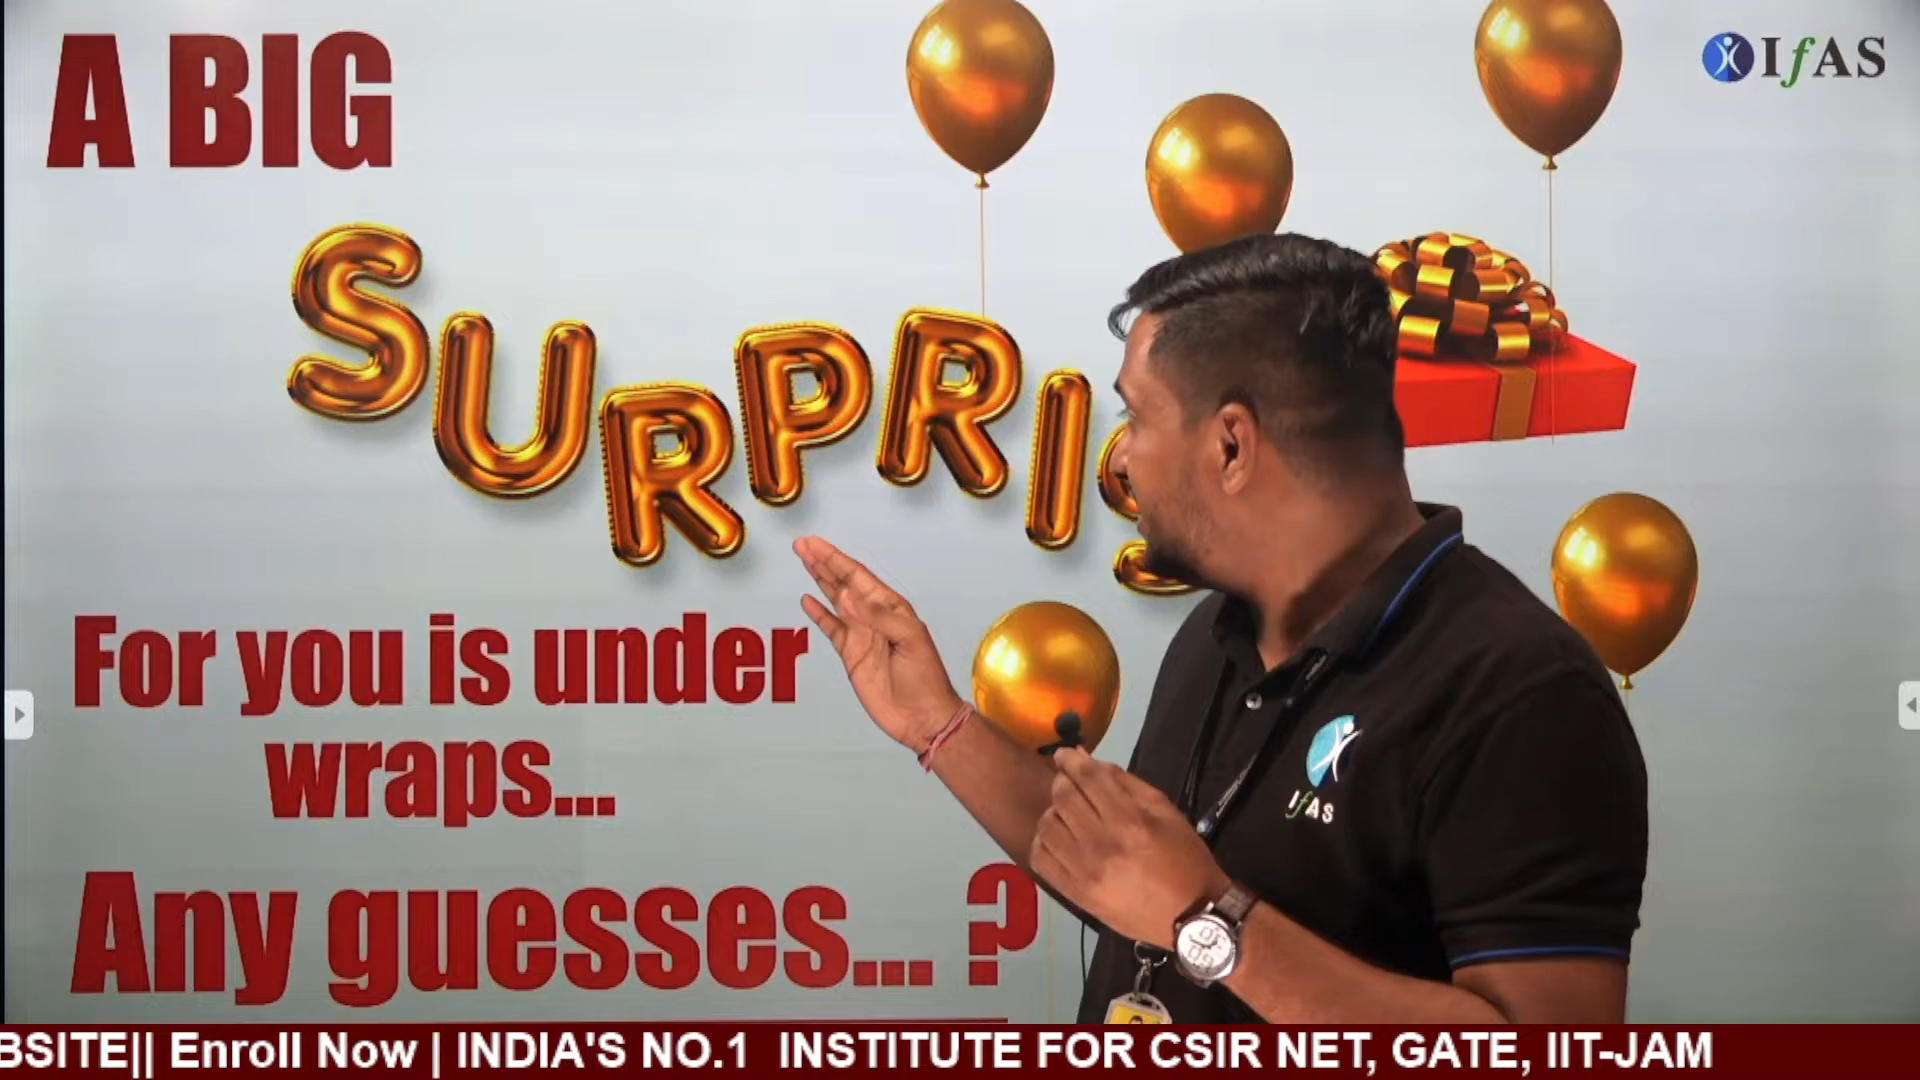 A BIG
IfAS
SURPRIS
For you is under
wraps...
Any guesses... ?
IfAS
BSITE|| Enroll Now | INDIA'S NO.1 INSTITUTE FOR CSIR NET, GATE, IIT-JAM